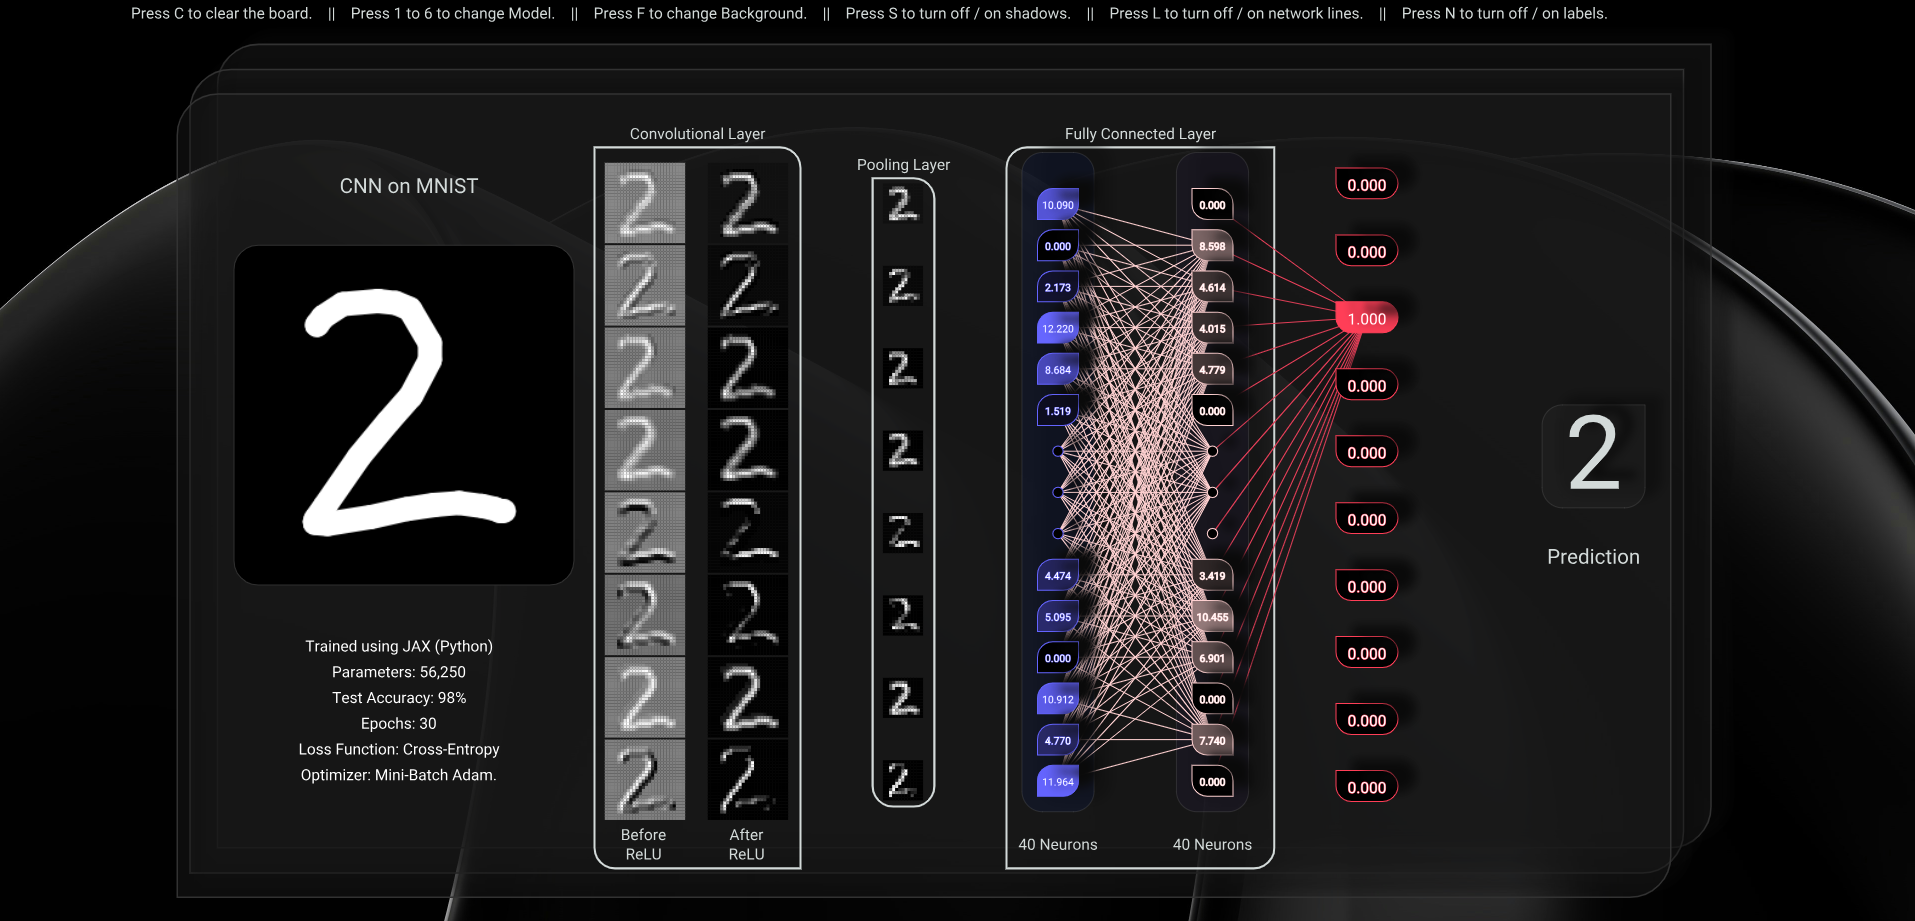 Press C to clear the board. || Press 1 to 6 to change Model. || Press F to change Background. || Press S to turn off / on shadows. || Press L to turn off / on network lines. || Press N to turn off / on labels.
CNN on MNIST
2
Trained using JAX (Python)
Parameters: 56,250
Test Accuracy: 98%
Epochs: 30
Loss Function: Cross-Entropy
Optimizer: Mini-Batch Adam.
Convolutional Layer
Before
ReLU
After
ReLU
Pooling Layer
Fully Connected Layer
10.090
0.000
2.173
12.220
8.684
1.519
4.474
5.095
0.000
10.912
4.770
11.964
40 Neurons
0.000
8.598
4.614
4.015
4.779
0.000
3.419
10.455
6.901
0.000
7.740
0.000
40 Neurons
0.000
0.000
1.000
0.000
0.000
0.000
0.000
0.000
0.000
0.000
2
Prediction